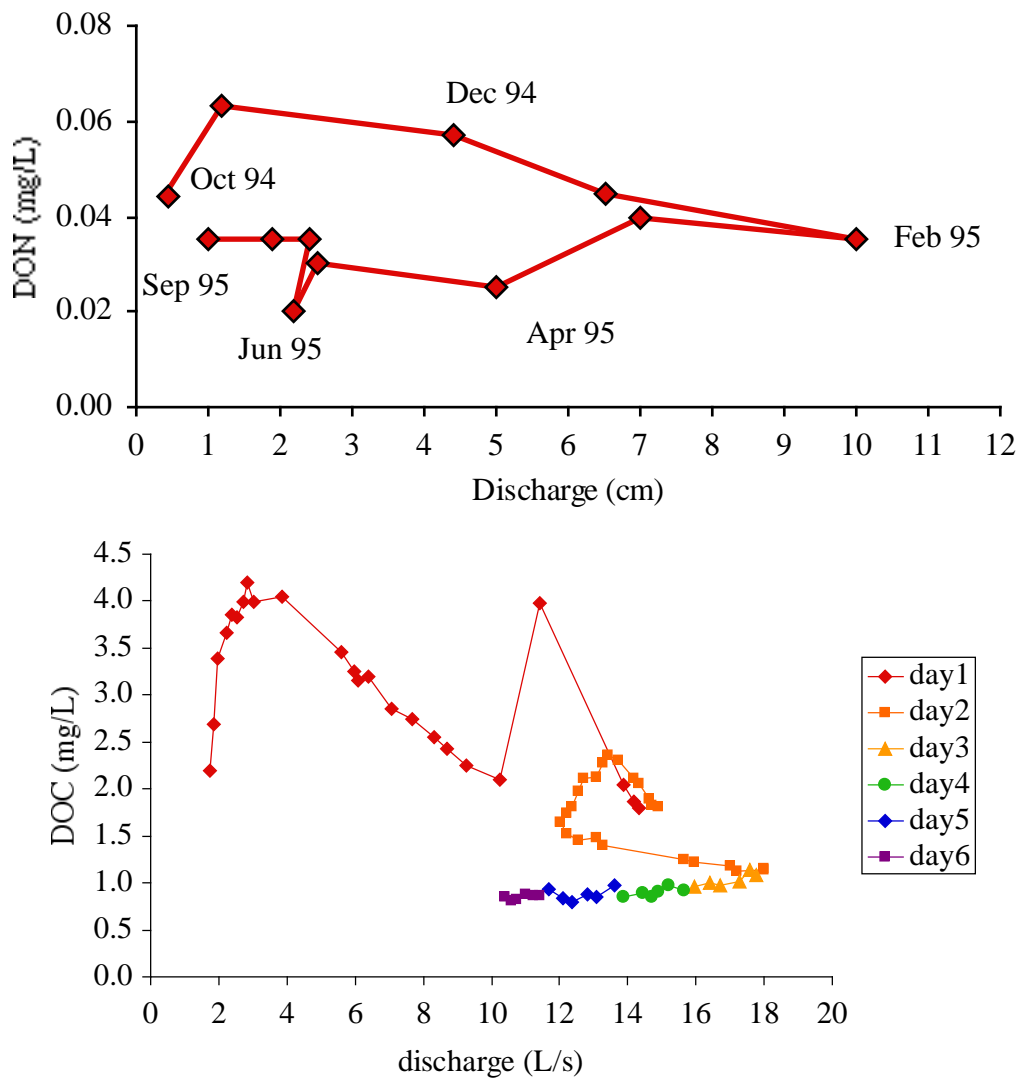 0.08
0.06
0.04
0.02
0.00
DON (mg/L)
Dec 94
Oct 94
Feb 95
Sep 95
Jun 95
Apr 95
0 1 2 3 4 5 6 7 8 9 10 11 12
Discharge (cm)
4.5
4.0
3.5
3.0
2.5
2.0
1.5
1.0
0.5
0.0
DOC (mg/L)
day1
day2
day3
day4
day5
day6
0 2 4 6 8 10 12 14 16 18 20
discharge (L/s)